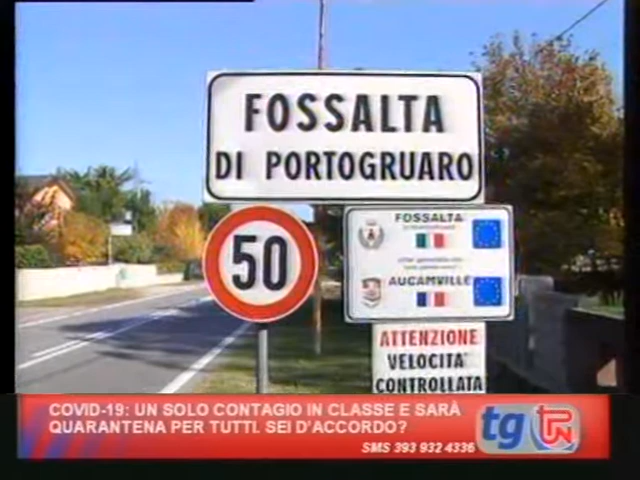 FOSSALTA
DI PORTOGRUARO
50
FOSSALTA
AUCAMVILLE
ATTENZIONE
VELOCITA'
CONTROLLATA
COVID-19: UN SOLO CONTAGIO IN CLASSE E SARÀ
QUARANTENA PER TUTTI. SEI D'ACCORDO?
SMS 393 932 4336
tg TPN